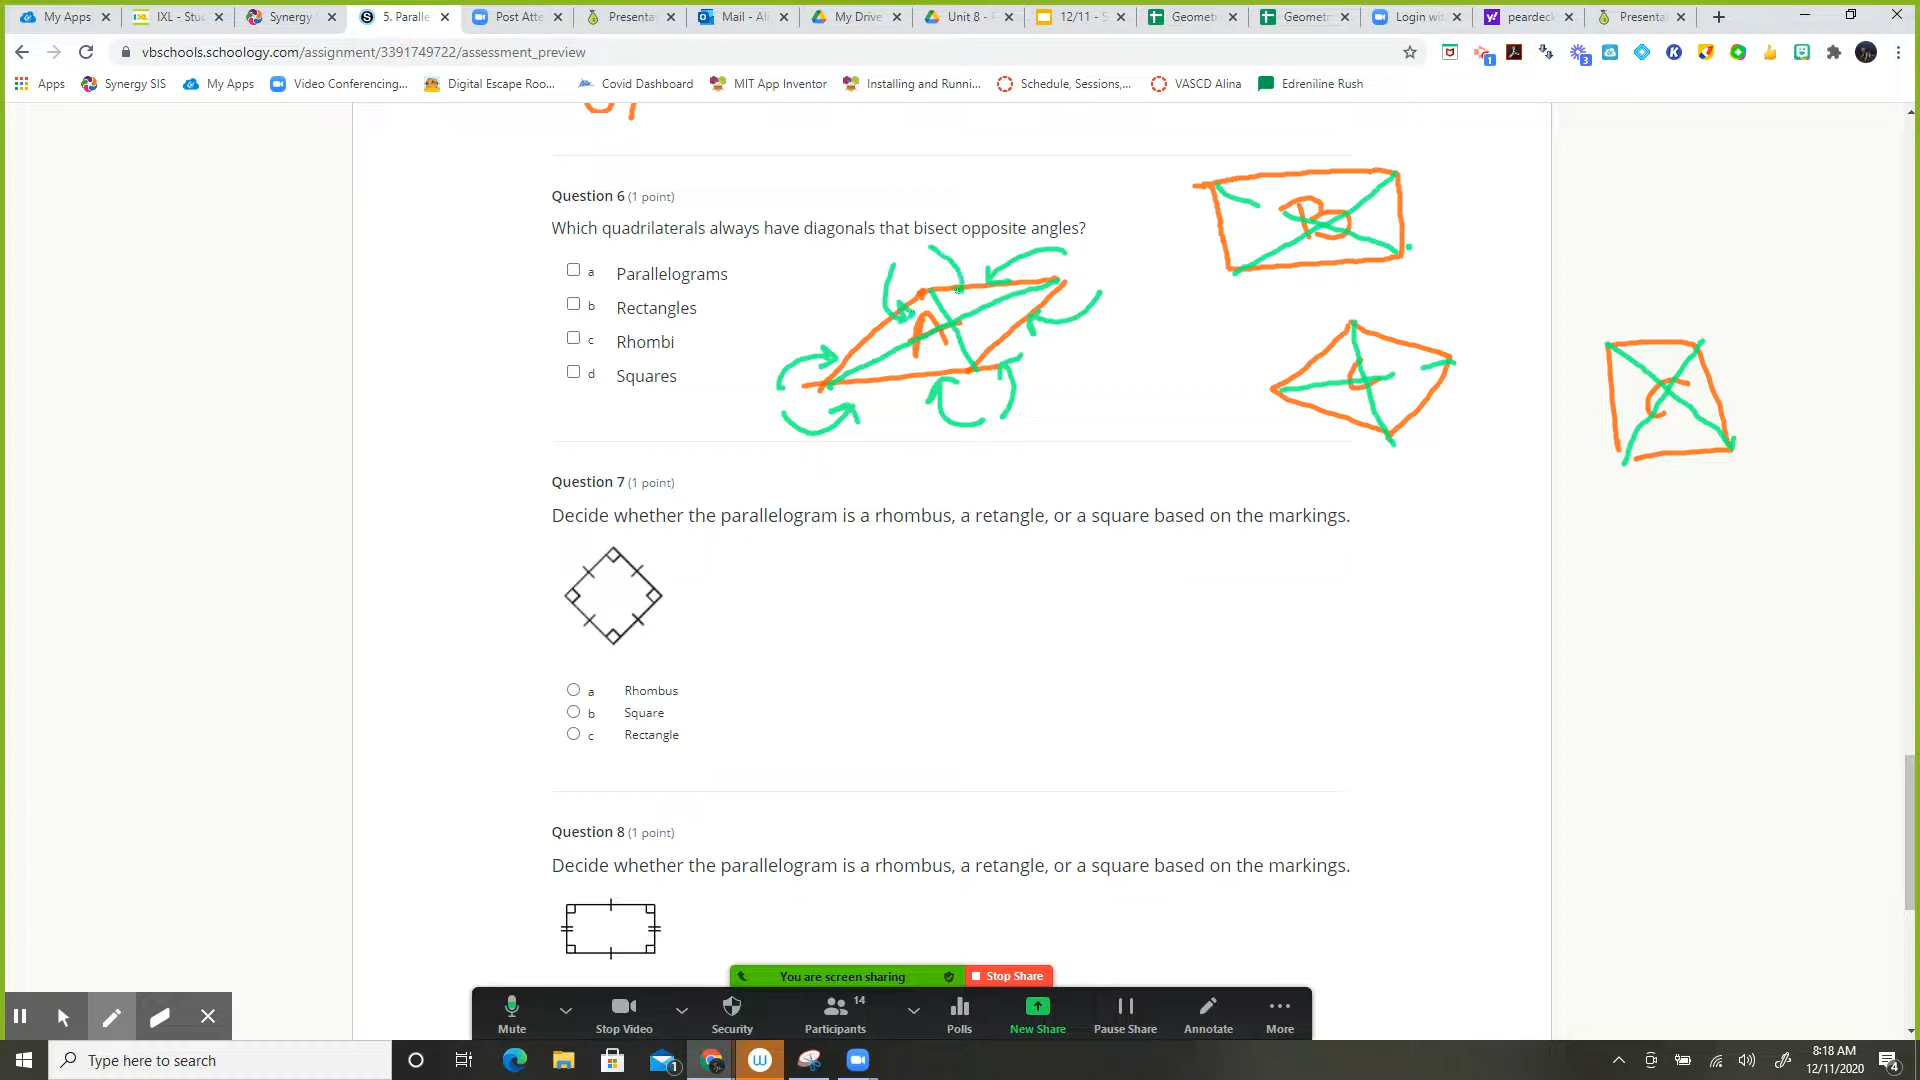 My Apps
IXL - Stud
Synergy
5. Paralle
Post Atte
Presenta
Mail - Ali
My Drive
Unit 8 -
12/11 - S
Geomet
Geomet
Login wi
peardeck
Presenta
vbschools.schoology.com/assignment/3391749722/assessment_preview
1
3
Apps
Synergy SIS
My Apps
Video Conferencing...
Digital Escape Roo...
Covid Dashboard
MIT App Inventor
Installing and Runni...
Schedule, Sessions,...
VASCD Alina
Edreniline Rush
Question 6 (1 point)
Which quadrilaterals always have diagonals that bisect opposite angles?
a Parallelograms
b Rectangles
c Rhombi
d Squares
A
B
C
Question 7 (1 point)
Decide whether the parallelogram is a rhombus, a retangle, or a square based on the markings.
a Rhombus
b Square
c Rectangle
Question 8 (1 point)
Decide whether the parallelogram is a rhombus, a retangle, or a square based on the markings.
You are screen sharing
Stop Share
Mute
Stop Video
Security
Participants
14
Polls
New Share
Pause Share
Annotate
More
Type here to search
1
8:18 AM
12/11/2020
4